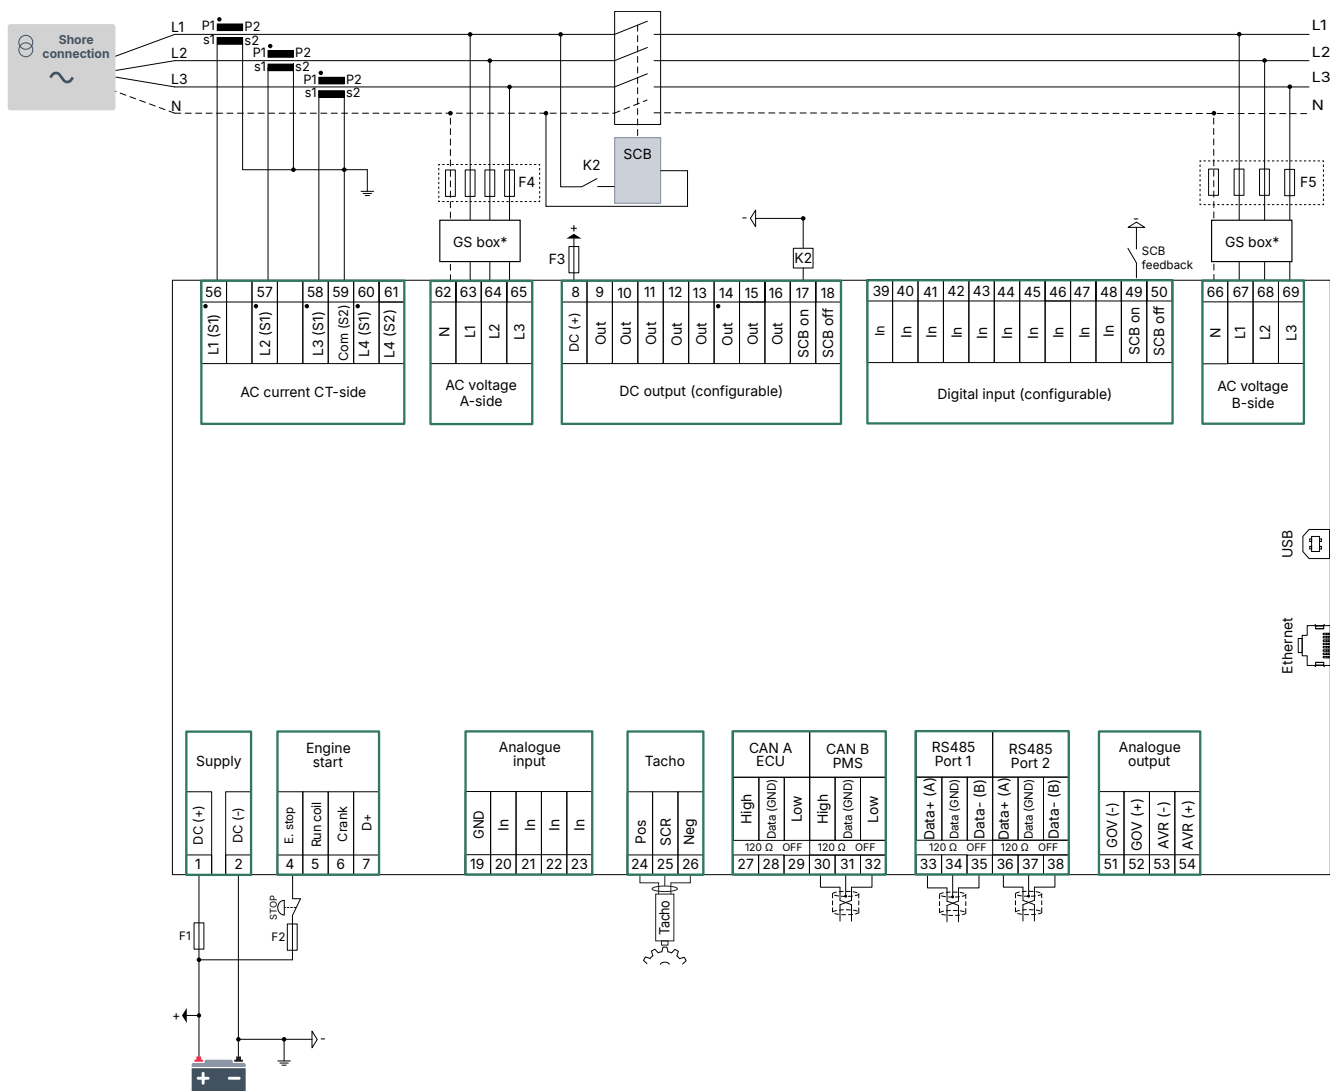 Shore
connection
L1
L2
L3
N
P1 P2
s1 s2
P1 P2
s1 s2
P1 P2
s1 s2
L1
L2
L3
N
SCB
K2
F4
F5
GS box*
GS box*
+
F3
-
K2
-
SCB
feedback
56 57 58 59 60 61
L1 (S1)
L2 (S1)
L3 (S1)
Com (S2)
L4 (S1)
L4 (S2)
AC current CT-side
62 63 64 65
N
L1
L2
L3
AC voltage
A-side
8 9 10 11 12 13 14 15 16 17 18
DC (+)
Out
Out
Out
Out
Out
Out
Out
Out
SCB on
SCB off
DC output (configurable)
39 40 41 42 43 44 45 46 47 48 49 50
In
In
In
In
In
In
In
In
In
In
SCB on
SCB off
Digital input (configurable)
66 67 68 69
N
L1
L2
L3
AC voltage
B-side
USB
Ethernet
Supply
DC (+)
DC (-)
1 2
Engine
start
E. stop
Run coil
Crank
D+
4 5 6 7
Analogue
input
GND
In
In
In
In
19 20 21 22 23
Tacho
Pos
SCR
Neg
24 25 26
CAN A
ECU
High
Data (GND)
Low
120 Ω OFF
27 28 29
CAN B
PMS
High
Data (GND)
Low
120 Ω OFF
30 31 32
RS485
Port 1
Data+ (A)
Data (GND)
Data- (B)
120 Ω OFF
33 34 35
RS485
Port 2
Data+ (A)
Data (GND)
Data- (B)
120 Ω OFF
36 37 38
Analogue
output
GOV (-)
GOV (+)
AVR (-)
AVR (+)
51 52 53 54
STOP
F1
F2
Tacho
+
-
+ −